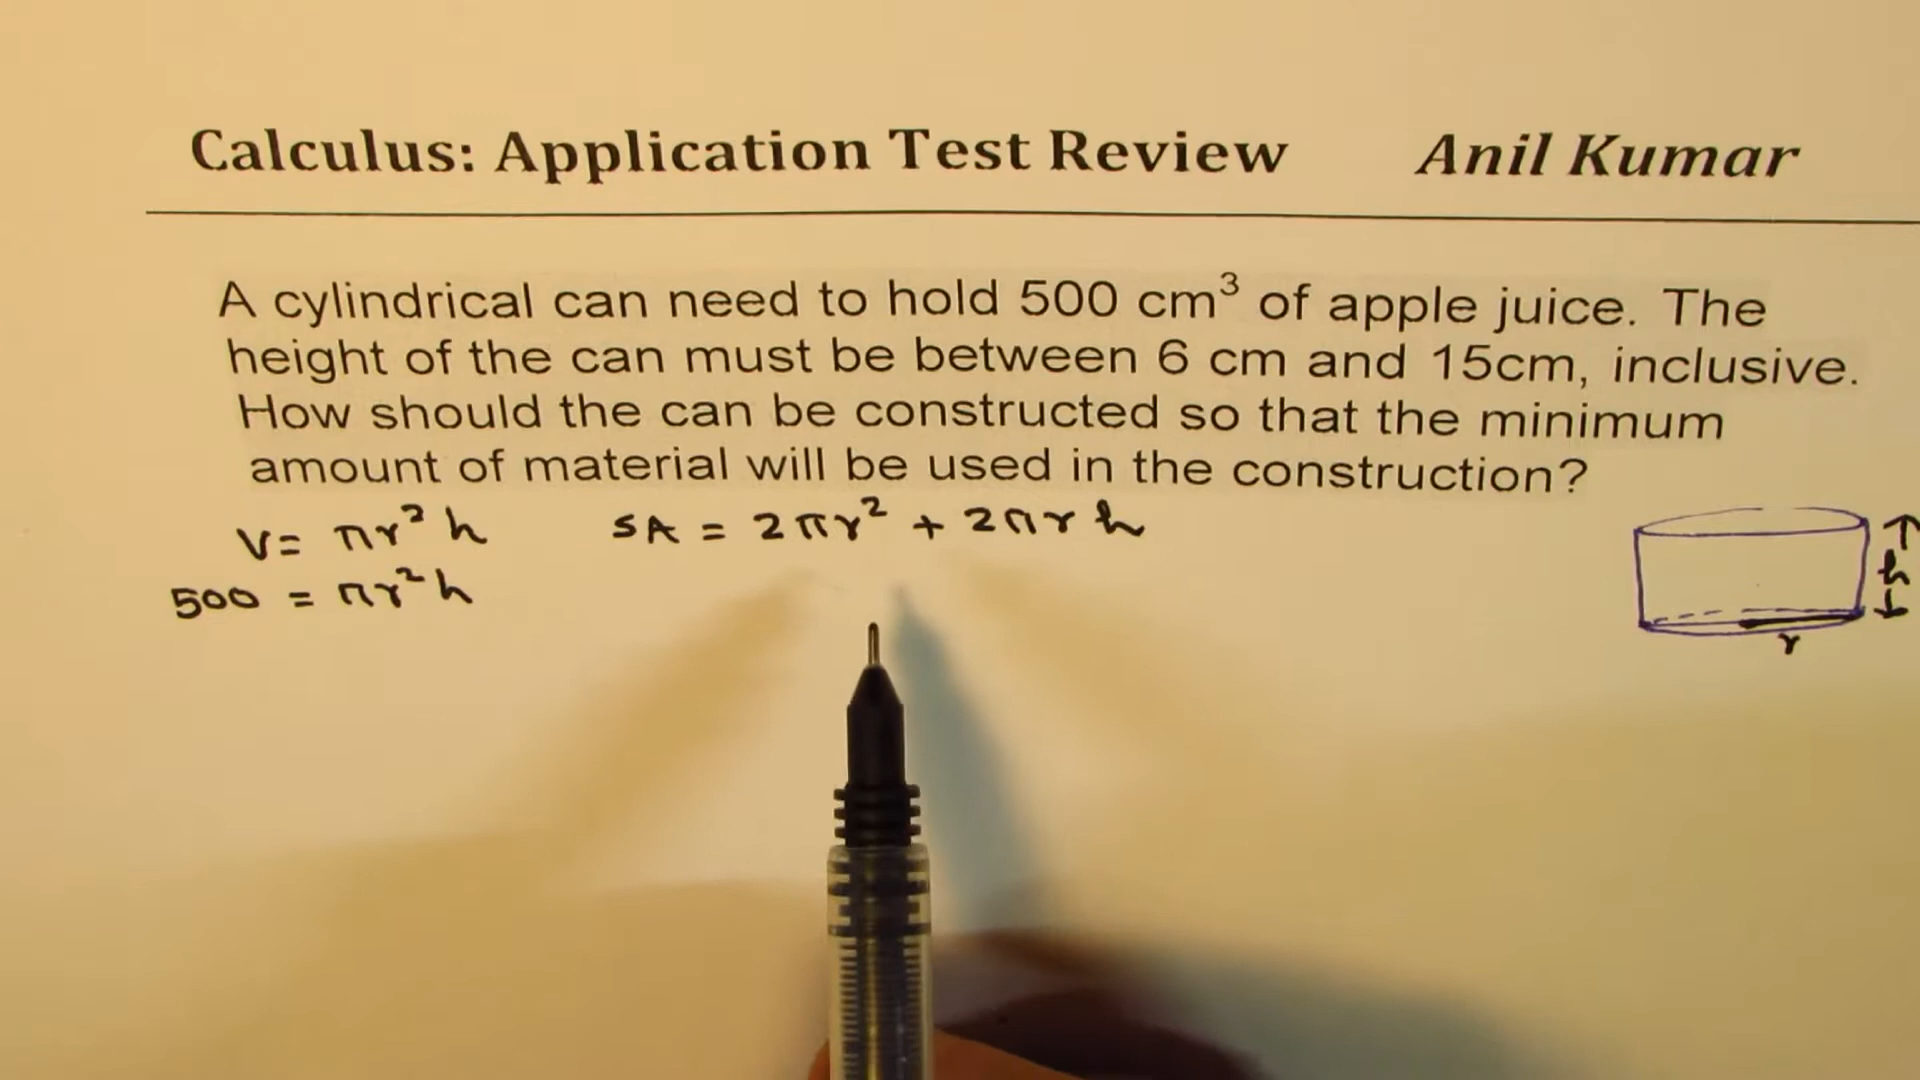 Calculus: Application Test Review Anil Kumar
A cylindrical can need to hold 500 cm³ of apple juice. The
height of the can must be between 6 cm and 15cm, inclusive.
How should the can be constructed so that the minimum
amount of material will be used in the construction?
V = πr²h SA = 2πr² + 2πrh
500 = πr²h
h
r